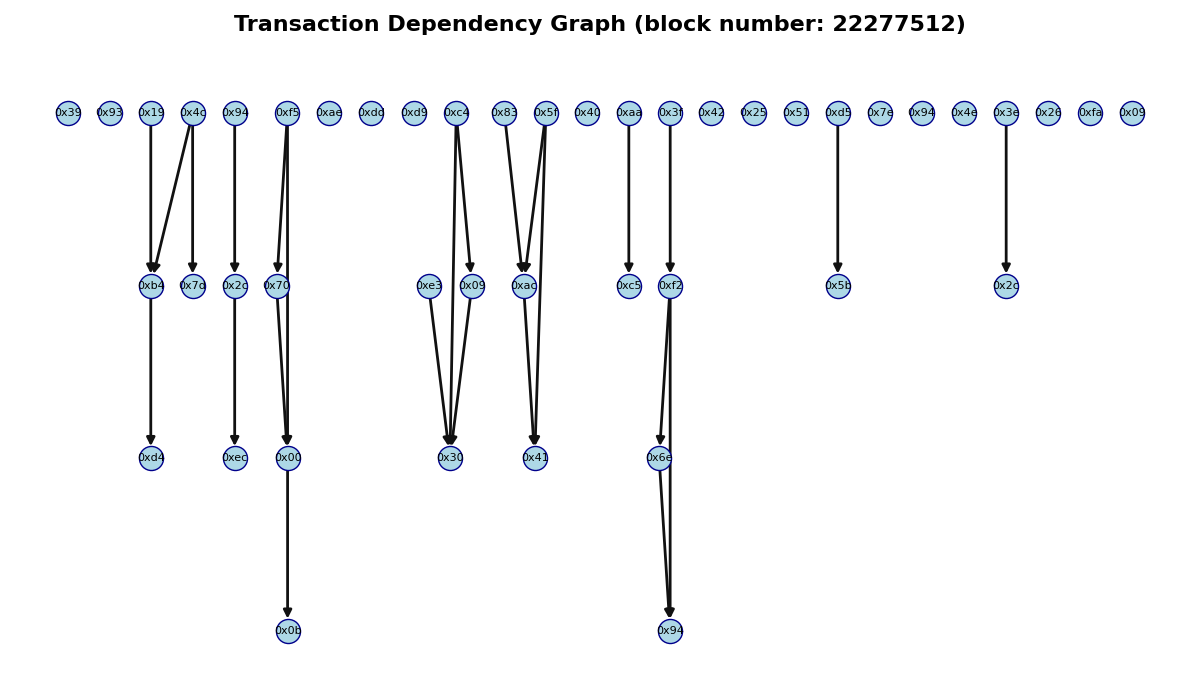 Transaction Dependency Graph (block number: 22277512)
0x39 0x93 0x19 0x4c 0x94 0xf5 0xae 0xdd 0xd9 0xc4 0x83 0x5f 0x40 0xaa 0x3f 0x42 0x25 0x51 0xd5 0x7e 0x94 0x4e 0x3e 0x26 0xfa 0x09
0xb4 0x7d 0x2c 0x70 0xe3 0x09 0xac 0xc5 0xf2 0x5b 0x2c
0xd4 0xec 0x00 0x30 0x41 0x6e
0x0b 0x94